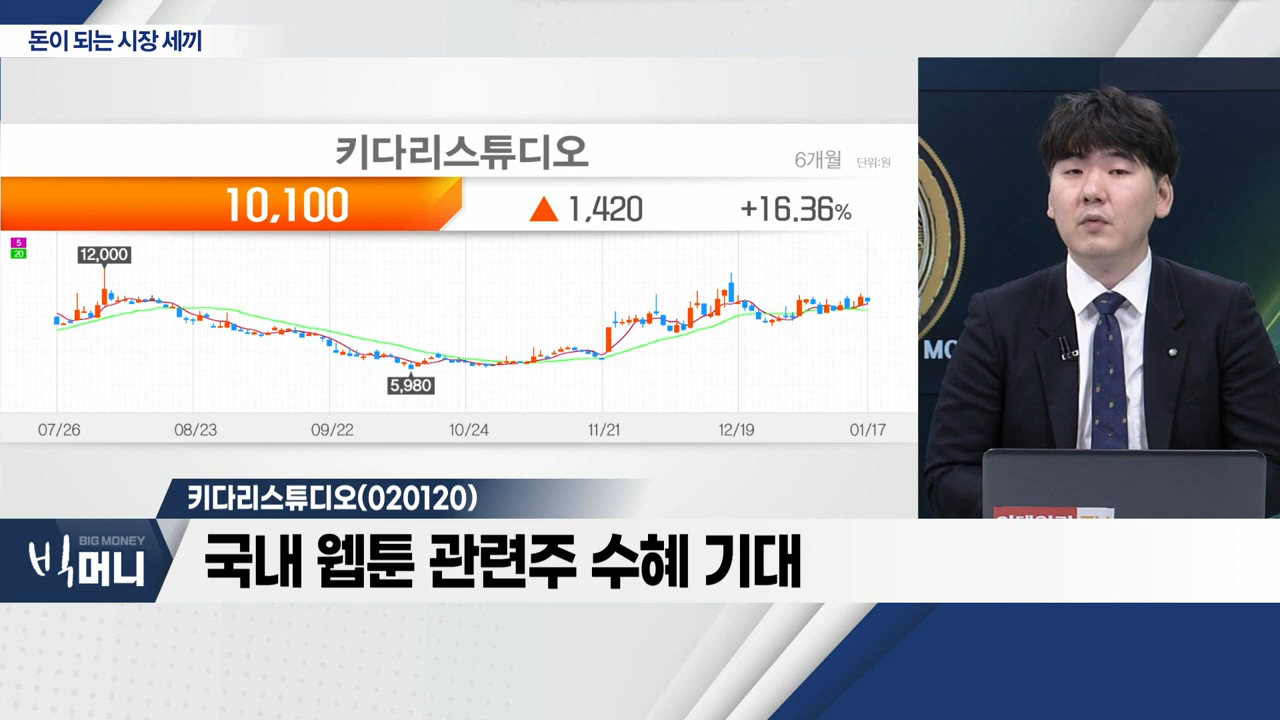 돈이 되는 시장 세끼
키다리스튜디오
6개월 단위:원
10,100 ▲ 1,420 +16.36%
5
20
12,000
5,980
07/26 08/23 09/22 10/24 11/21 12/19 01/17
키다리스튜디오(020120)
BIG MONEY
빅머니
국내 웹툰 관련주 수혜 기대